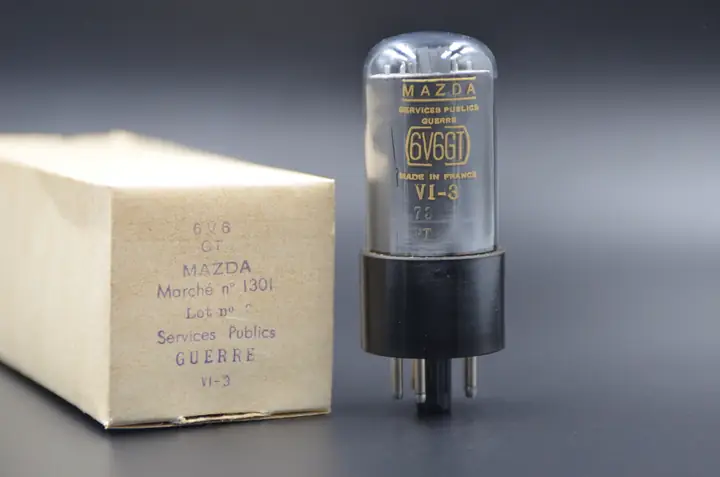 6V6
GT
MAZDA
Marché n° 1301
Lot n°
Services Publics
GUERRE
VI-3
MAZDA
SERVICES PUBLICS
GUERRE
6V6GT
MADE IN FRANCE
VI-3